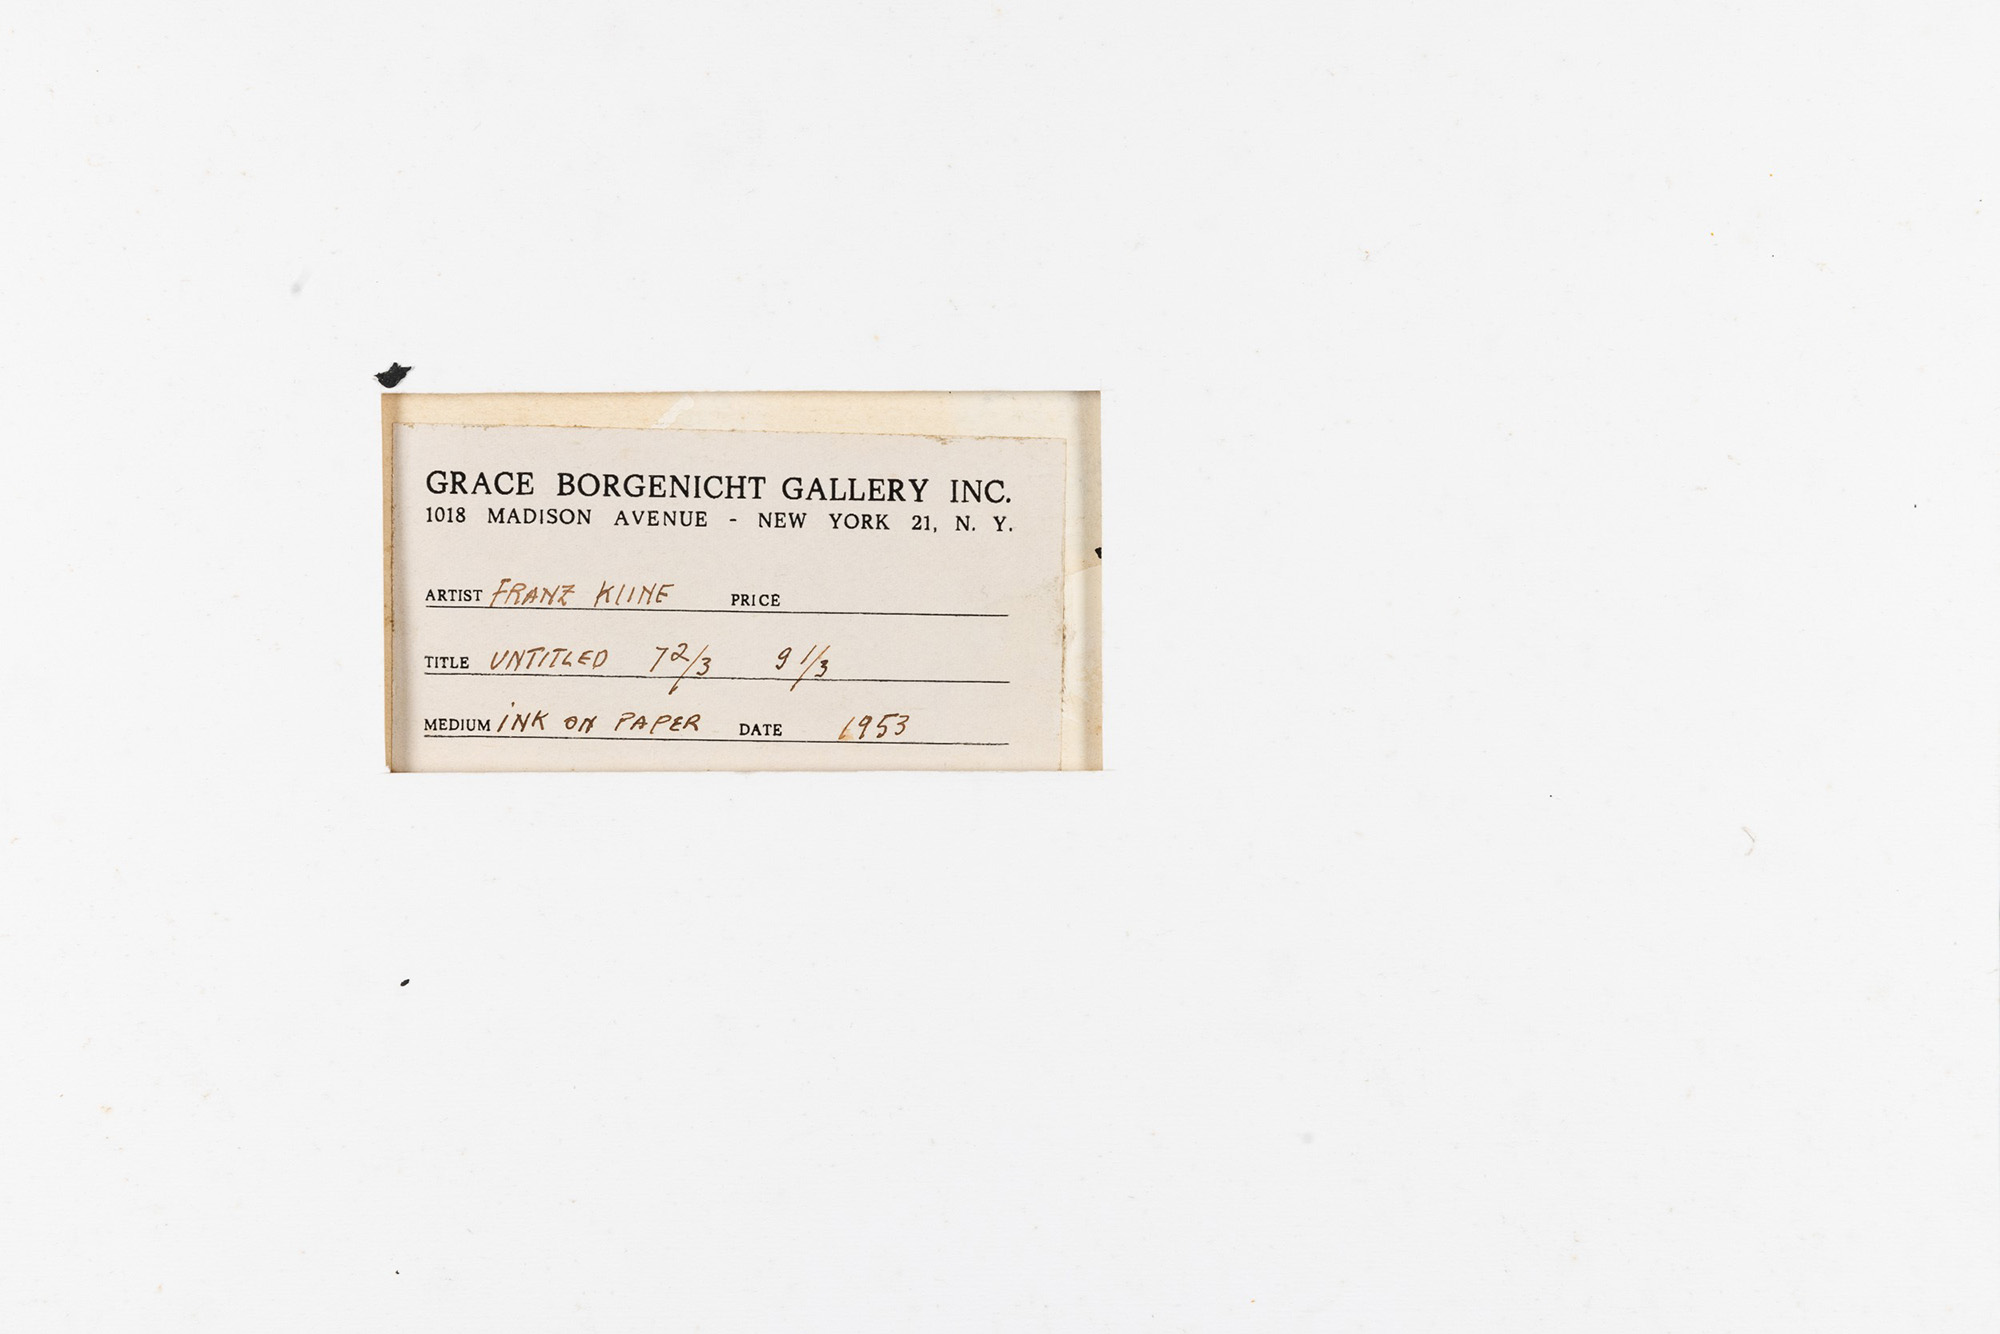 GRACE BORGENICHT GALLERY INC.
1018 MADISON AVENUE - NEW YORK 21, N. Y.
ARTIST FRANZ KLINE PRICE
TITLE UNTITLED 7 2/3 9 1/3
MEDIUM INK ON PAPER DATE 1953